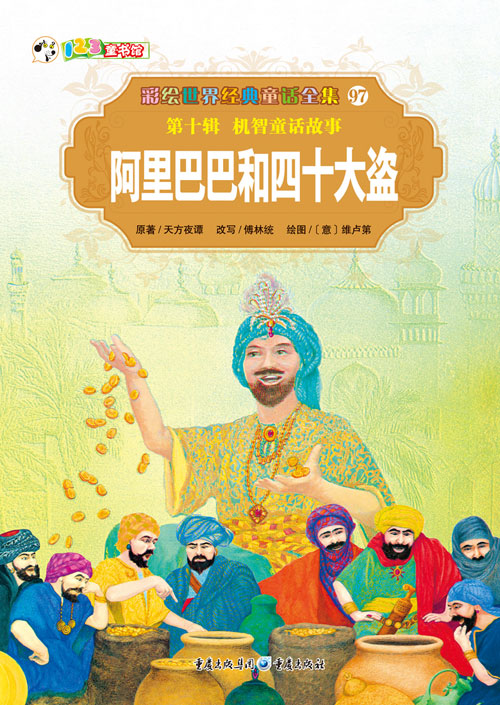 123童书馆
彩绘世界经典童话全集 97
第十辑 机智童话故事
阿里巴巴和四十大盗
原著/天方夜谭 改写/傅林统 绘图/〔意〕维卢第
重庆出版集团 重庆出版社